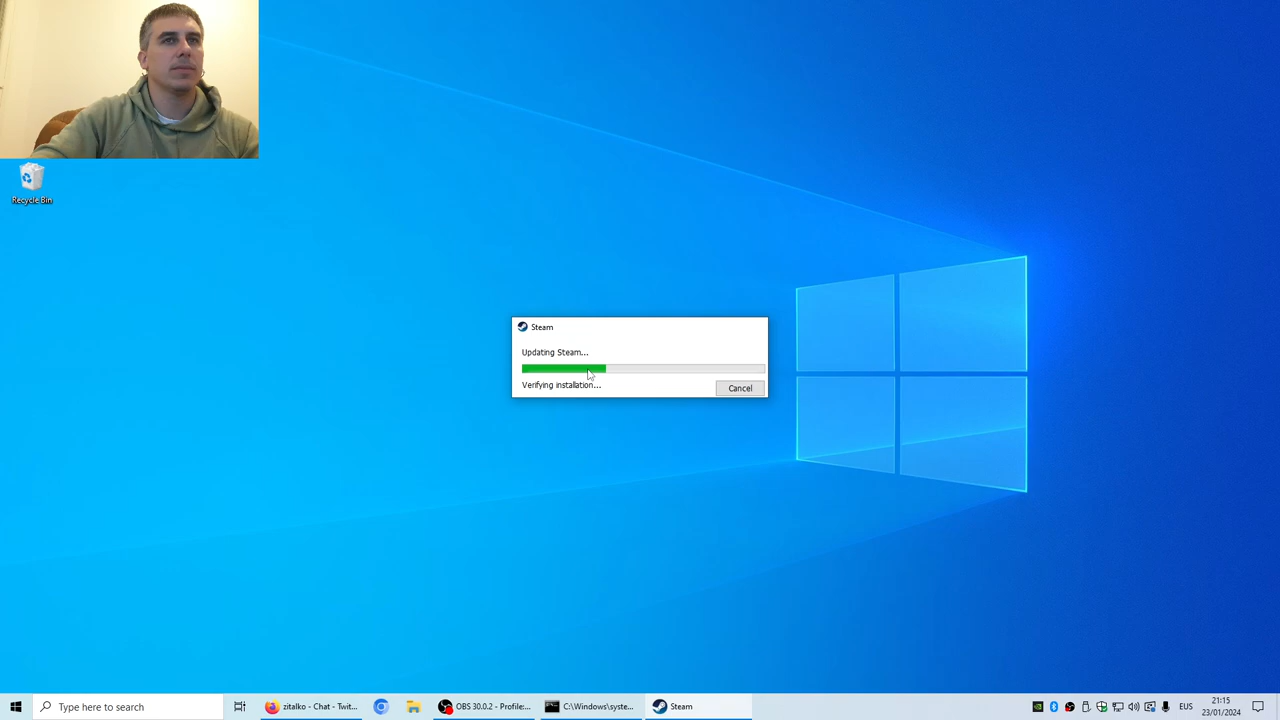 Recycle Bin
Steam
Updating Steam...
Verifying installation...
Cancel
Type here to search
zitalko - Chat - Twit...
OBS 30.0.2 - Profile:...
C:\Windows\syste...
Steam
EUS
21:15
23/01/2024